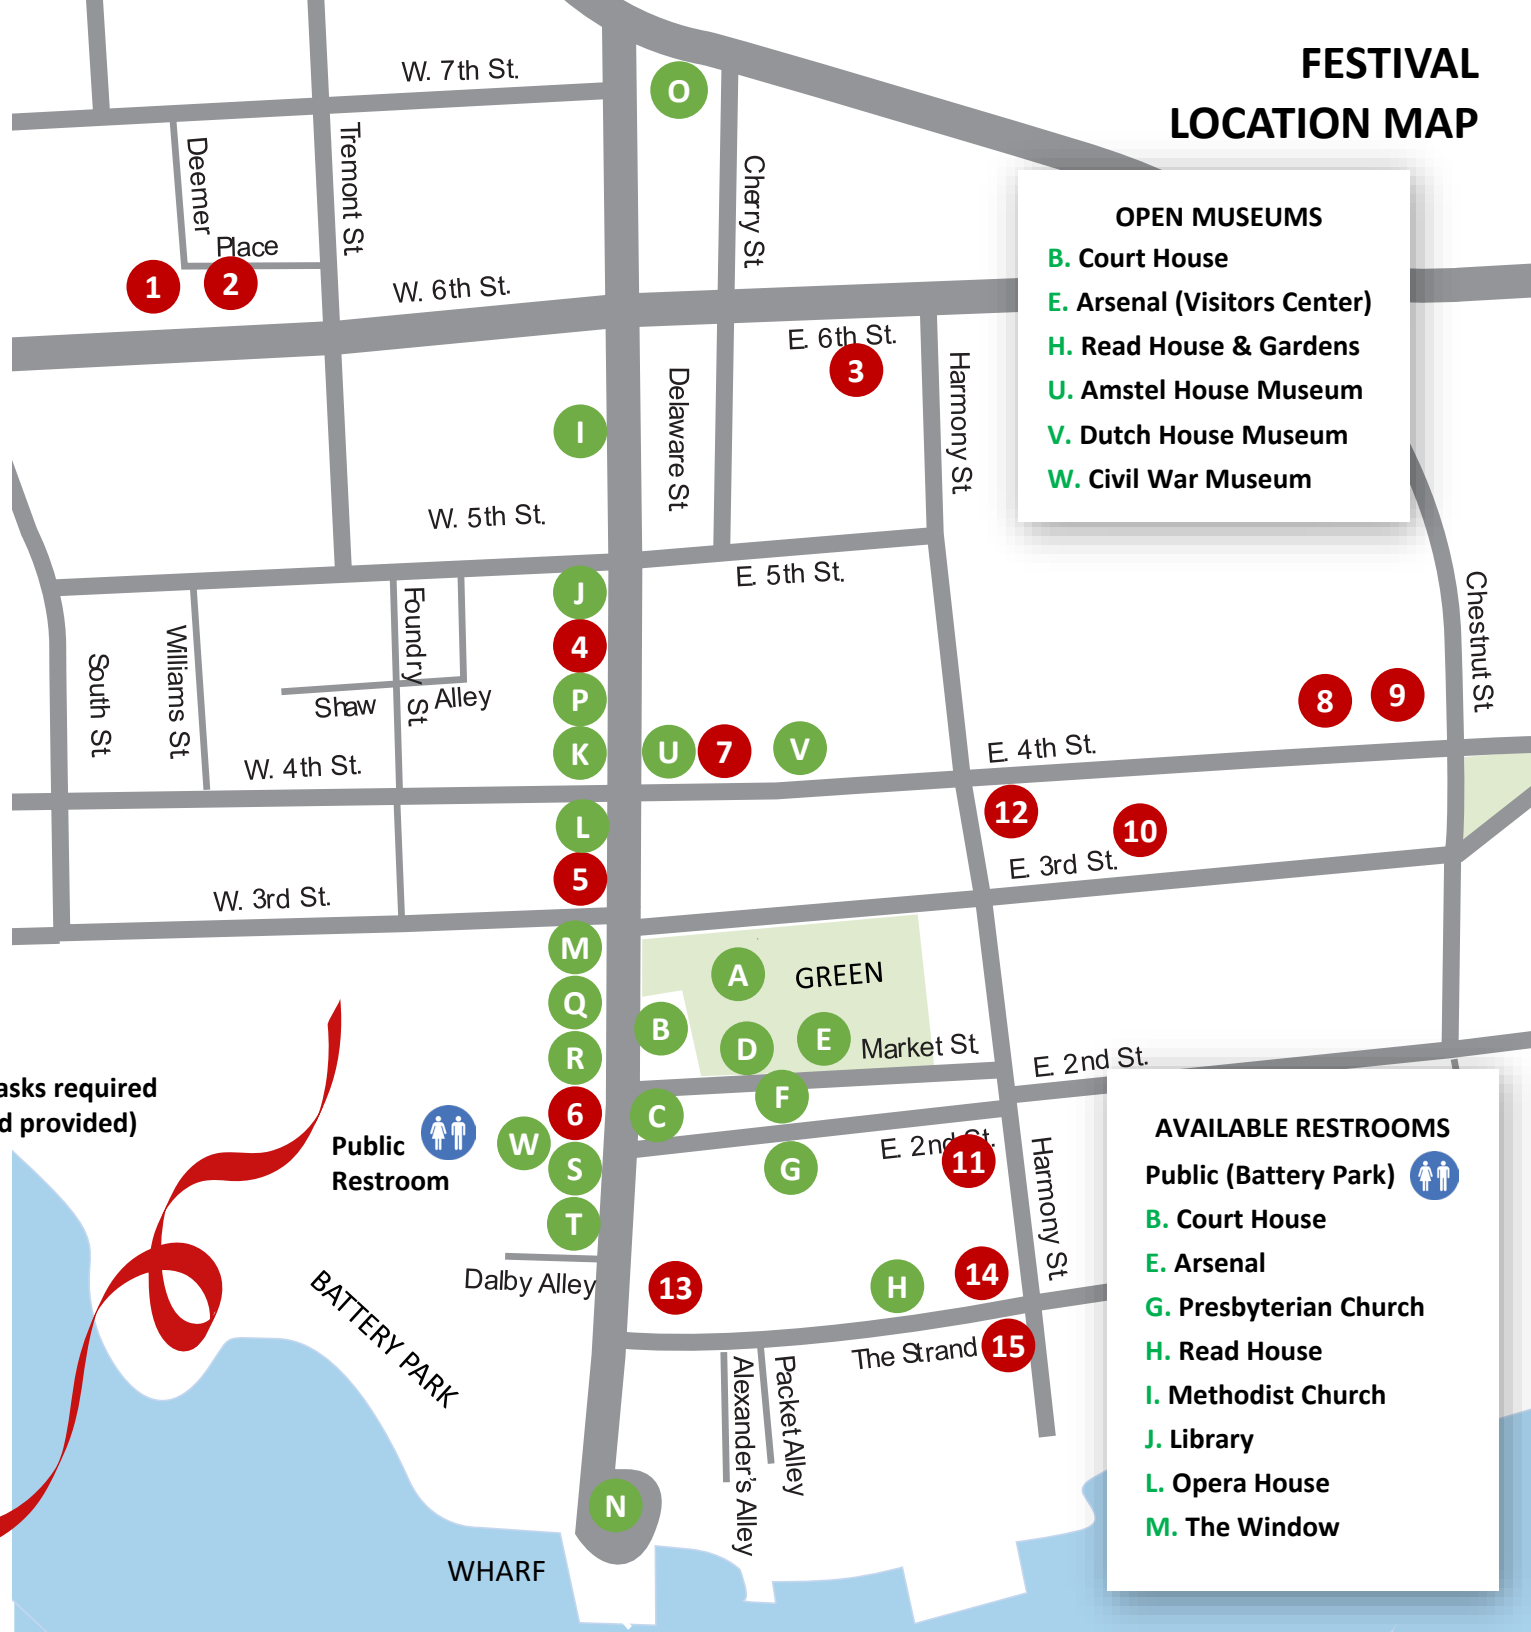 FESTIVAL
LOCATION MAP
W. 7th St.
O
Deemer
Place
Tremont St
Cherry St
1
2
W. 6th St.
E. 6th St.
3
OPEN MUSEUMS
B. Court House
E. Arsenal (Visitors Center)
H. Read House & Gardens
U. Amstel House Museum
V. Dutch House Museum
W. Civil War Museum
I
Delaware St
Harmony St
W. 5th St.
E. 5th St.
J
4
P
K
South St
Williams St
Foundry St
Shaw Alley
U
7
V
8
9
Chestnut St
W. 4th St.
E. 4th St.
L
5
12
10
W. 3rd St.
E. 3rd St.
M
Q
R
6
A
GREEN
B
D
E
Market St.
E. 2nd St.
C
F
asks required
d provided)
Public
Restroom
W
S
T
E. 2nd St.
11
G
Harmony St
Dalby Alley
13
H
14
The Strand
15
BATTERY PARK
Alexander's Alley
Packet Alley
N
WHARF
AVAILABLE RESTROOMS
Public (Battery Park)
B. Court House
E. Arsenal
G. Presbyterian Church
H. Read House
I. Methodist Church
J. Library
L. Opera House
M. The Window